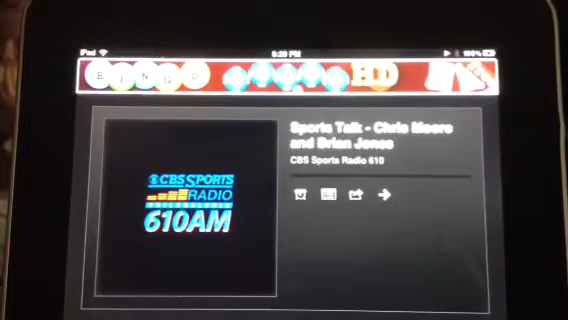 iPad 5:29 PM 100%
BINGO HD
Sports Talk - Chris Moore
and Brian Jones
CBS Sports Radio 610
CBS SPORTS
RADIO
610AM